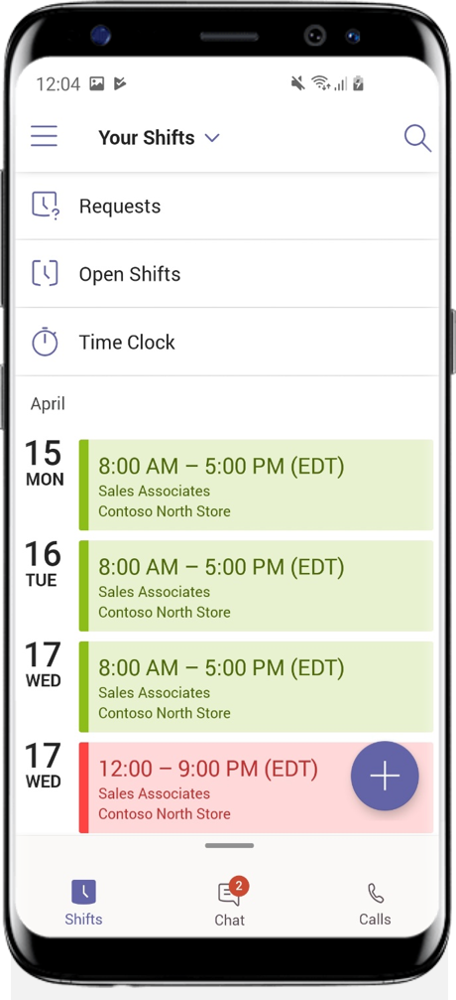 12:04
Your Shifts
Requests
Open Shifts
Time Clock
April
15
MON
8:00 AM – 5:00 PM (EDT)
Sales Associates
Contoso North Store
16
TUE
8:00 AM – 5:00 PM (EDT)
Sales Associates
Contoso North Store
17
WED
8:00 AM – 5:00 PM (EDT)
Sales Associates
Contoso North Store
17
WED
12:00 – 9:00 PM (EDT)
Sales Associates
Contoso North Store
2
Shifts
Chat
Calls